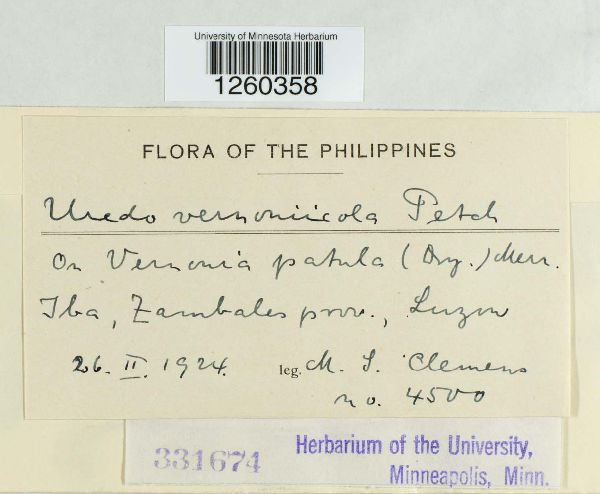 University of Minnesota Herbarium
1260358
FLORA OF THE PHILIPPINES
Uredo vernoniicola Petch
On Vernonia patula (Dry.) Merr.
Iba, Zambales prov., Luzon
26. II. 1924. leg. M. S. Clemens
no. 4500
331674 Herbarium of the University,
Minneapolis, Minn.